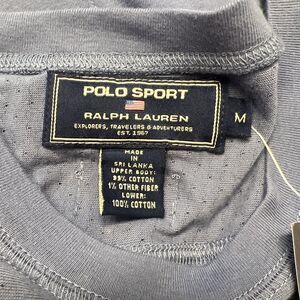 POLO SPORT
RALPH LAUREN
EXPLORERS, TRAVELERS & ADVENTURERS
EST. 1967
M
MADE
IN
SRI LANKA
UPPER BODY:
99% COTTON
1% OTHER FIBER
LOWER:
100% COTTON